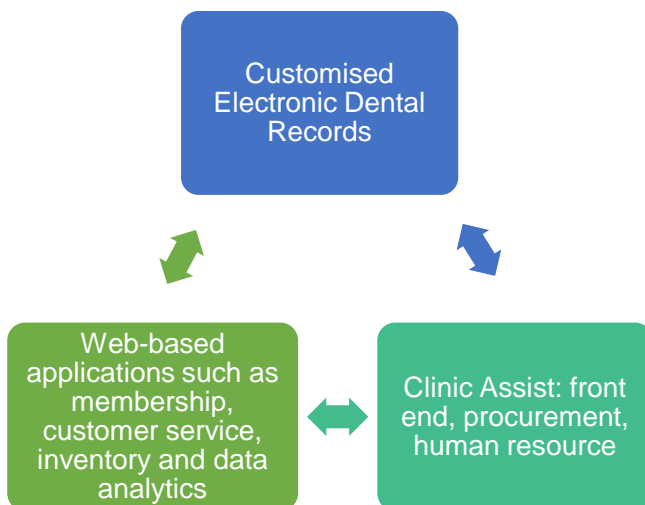 Customised
Electronic Dental
Records
Web-based
applications such as
membership,
customer service,
inventory and data
analytics
Clinic Assist: front
end, procurement,
human resource